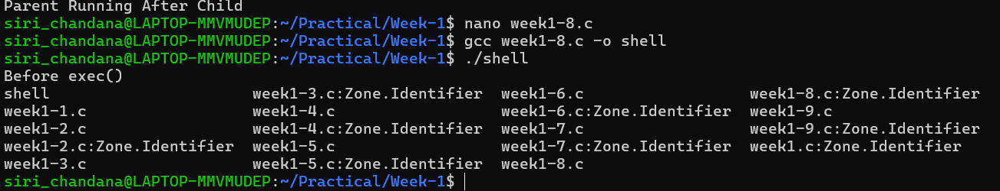 Parent Running After Child
siri_chandana@LAPTOP-MMVMUDEP:~/Practical/Week-1$ nano week1-8.c
siri_chandana@LAPTOP-MMVMUDEP:~/Practical/Week-1$ gcc week1-8.c -o shell
siri_chandana@LAPTOP-MMVMUDEP:~/Practical/Week-1$ ./shell
Before exec()
shell                      week1-3.c:Zone.Identifier  week1-6.c                  week1-8.c:Zone.Identifier
week1-1.c                  week1-4.c                  week1-6.c:Zone.Identifier  week1-9.c
week1-2.c                  week1-4.c:Zone.Identifier  week1-7.c                  week1-9.c:Zone.Identifier
week1-2.c:Zone.Identifier  week1-5.c                  week1-7.c:Zone.Identifier  week1.c:Zone.Identifier
week1-3.c                  week1-5.c:Zone.Identifier  week1-8.c
siri_chandana@LAPTOP-MMVMUDEP:~/Practical/Week-1$